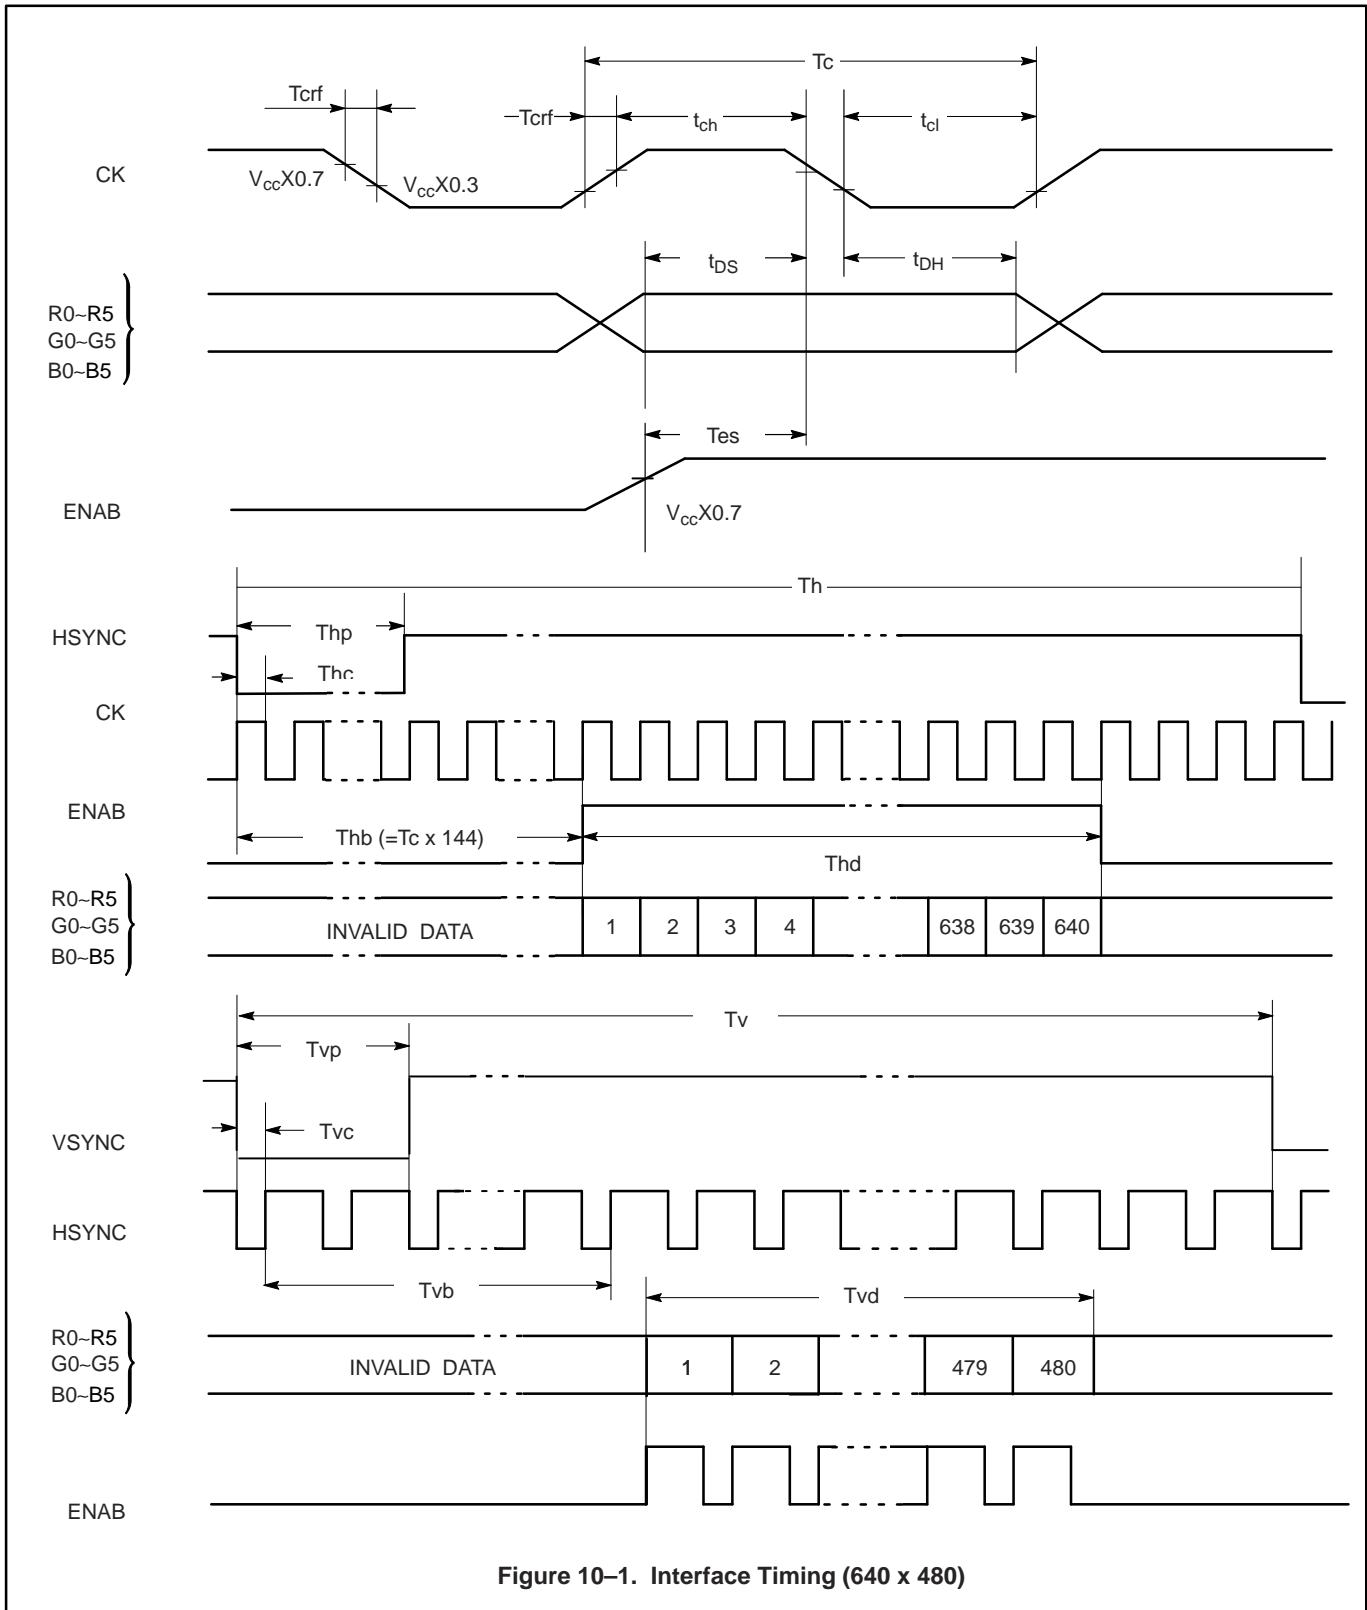 Tc
Tcrf
Tcrf
tch
tcl
CK
VccX0.7
VccX0.3
tDS
tDH
R0~R5
G0~G5
B0~B5
Tes
ENAB
VccX0.7
Th
HSYNC
Thp
Thc
CK
ENAB
Thb (=Tc x 144)
Thd
R0~R5
G0~G5
B0~B5
INVALID DATA
1 2 3 4 638 639 640
Tv
Tvp
Tvc
VSYNC
HSYNC
Tvb
Tvd
R0~R5
G0~G5
B0~B5
INVALID DATA
1 2 479 480
ENAB
Figure 10–1. Interface Timing (640 x 480)